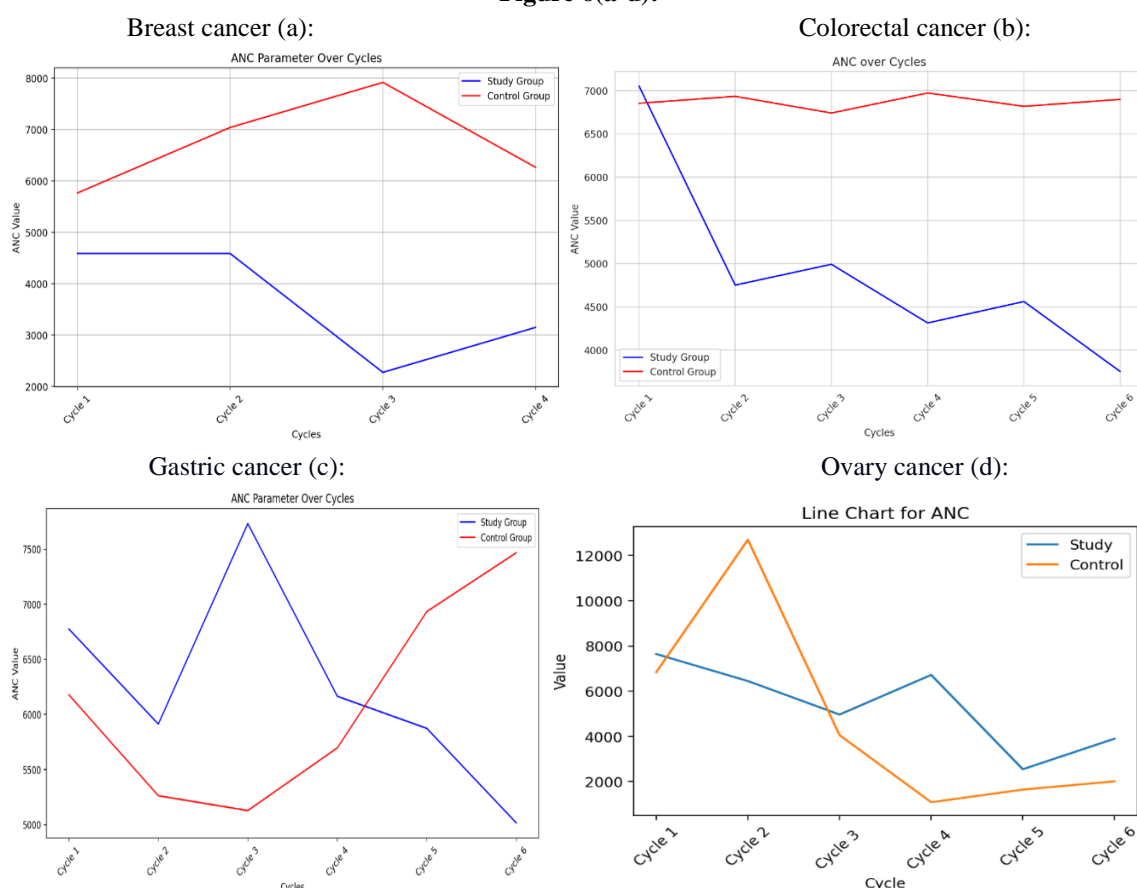 Breast cancer (a):
Colorectal cancer (b):
ANC Parameter Over Cycles
8000
7000
6000
5000
4000
3000
2000
ANC Value
Study Group
Control Group
Cycle 1
Cycle 2
Cycle 3
Cycle 4
Cycles
ANC over Cycles
7000
6500
6000
5500
5000
4500
4000
ANC Value
Study Group
Control Group
Cycle 1
Cycle 2
Cycle 3
Cycle 4
Cycle 5
Cycle 6
Cycles
Gastric cancer (c):
Ovary cancer (d):
ANC Parameter Over Cycles
7500
7000
6500
6000
5500
5000
ANC Value
Study Group
Control Group
Cycle 1
Cycle 2
Cycle 3
Cycle 4
Cycle 5
Cycle 6
Cycles
Line Chart for ANC
12000
10000
8000
6000
4000
2000
Value
Study
Control
Cycle 1
Cycle 2
Cycle 3
Cycle 4
Cycle 5
Cycle 6
Cycle